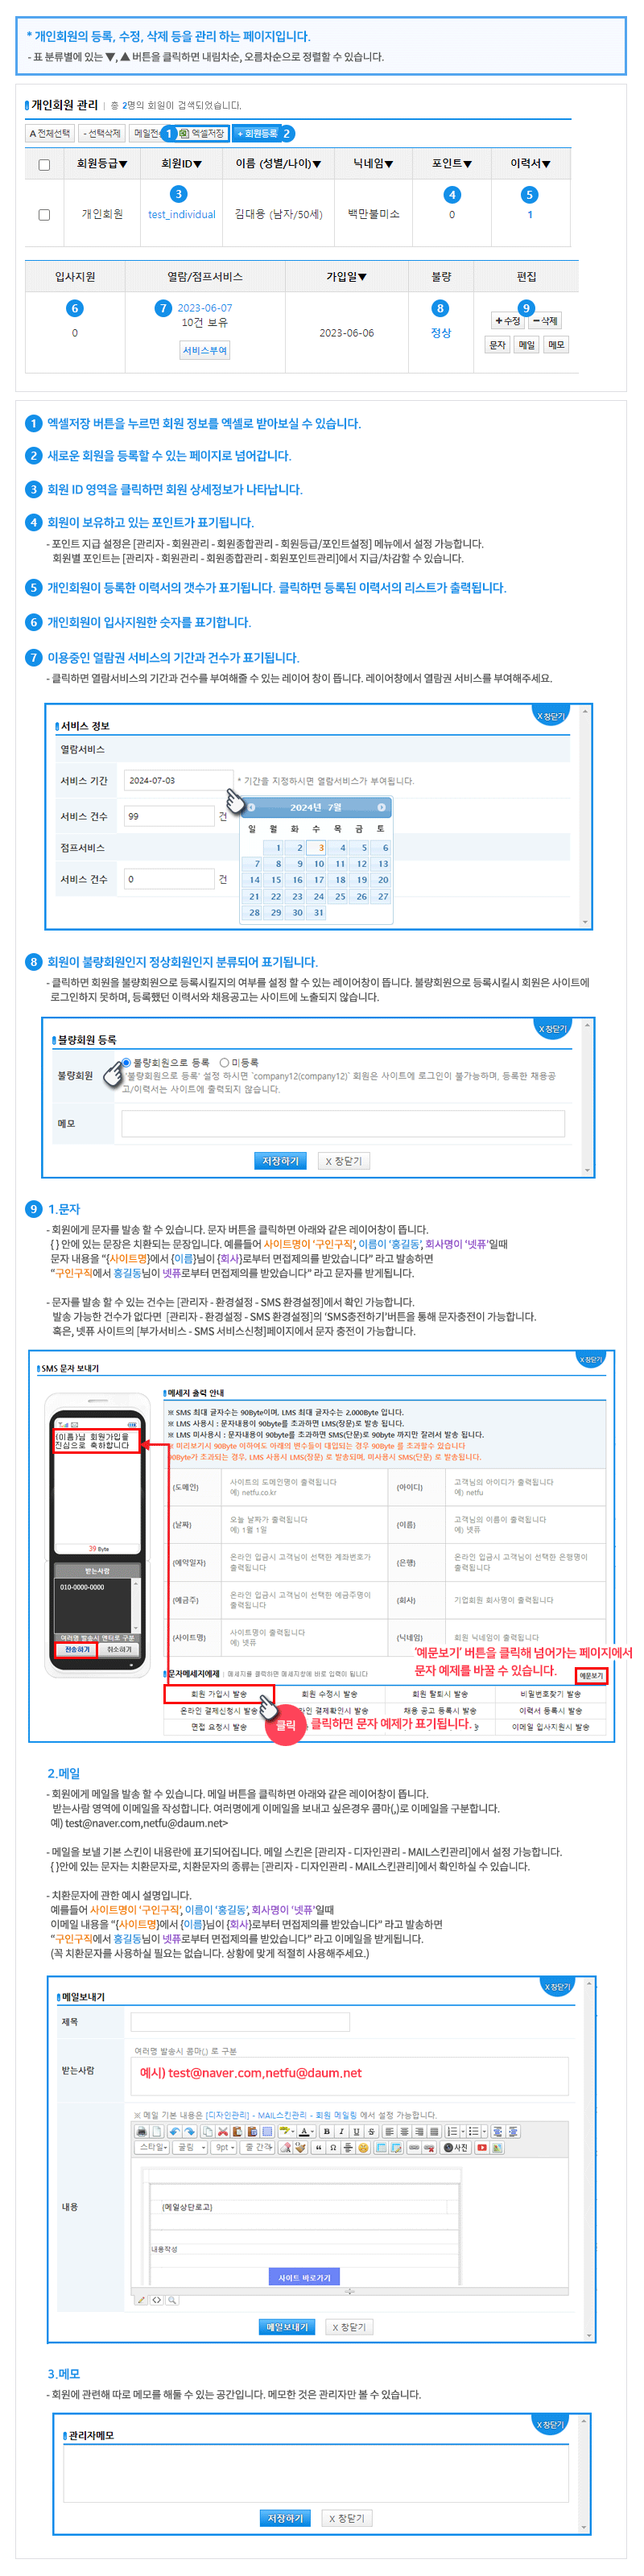 * 개인회원의 등록, 수정, 삭제 등을 관리 하는 페이지입니다.
- 표 분류별에 있는 ▼, ▲ 버튼을 클릭하면 내림차순, 오름차순으로 정렬할 수 있습니다.
개인회원 관리 | 총 2명의 회원이 검색되었습니다.
A 전체선택 - 선택삭제 메일전송 1 엑셀저장 + 회원등록 2
회원등급▼ 회원ID▼ 이름 (성별/나이)▼ 닉네임▼ 포인트▼ 이력서▼
3 4 5
개인회원 test_individual 김대용 (남자/50세) 백만불미소 0 1
입사지원 열람/점프서비스 가입일▼ 불량 편집
6 7 2023-06-07 8 9
10건 보유 + 수정 - 삭제
0 2023-06-06 정상
서비스부여 문자 메일 메모
1 엑셀저장 버튼을 누르면 회원 정보를 엑셀로 받아보실 수 있습니다.
2 새로운 회원을 등록할 수 있는 페이지로 넘어갑니다.
3 회원 ID 영역을 클릭하면 회원 상세정보가 나타납니다.
4 회원이 보유하고 있는 포인트가 표기됩니다.
- 포인트 지급 설정은 [관리자 - 회원관리 - 회원종합관리 - 회원등급/포인트설정] 메뉴에서 설정 가능합니다.
회원별 포인트는 [관리자 - 회원관리 - 회원종합관리 - 회원포인트관리]에서 지급/차감할 수 있습니다.
5 개인회원이 등록한 이력서의 갯수가 표기됩니다. 클릭하면 등록된 이력서의 리스트가 출력됩니다.
6 개인회원이 입사지원한 숫자를 표기합니다.
7 이용중인 열람권 서비스의 기간과 건수가 표기됩니다.
- 클릭하면 열람서비스의 기간과 건수를 부여해줄 수 있는 레이어 창이 뜹니다. 레이어창에서 열람권 서비스를 부여해주세요.
X 창닫기
서비스 정보
열람서비스
서비스 기간 2024-07-03 * 기간을 지정하시면 열람서비스가 부여됩니다.
2024년 7월
서비스 건수 99 건
일 월 화 수 목 금 토
1 2 3 4 5 6
점프서비스
7 8 9 10 11 12 13
서비스 건수 0 건
14 15 16 17 18 19 20
21 22 23 24 25 26 27
28 29 30 31
8 회원이 불량회원인지 정상회원인지 분류되어 표기됩니다.
- 클릭하면 회원을 불량회원으로 등록시킬지의 여부를 설정 할 수 있는 레이어창이 뜹니다. 불량회원으로 등록시킬시 회원은 사이트에
로그인하지 못하며, 등록했던 이력서와 채용공고는 사이트에 노출되지 않습니다.
X 창닫기
불량회원 등록
불량회원 불량회원으로 등록 미등록
'불량회원으로 등록' 설정 하시면 `company12(company12)` 회원은 사이트에 로그인이 불가능하며, 등록한 채용공
고/이력서는 사이트에 출력되지 않습니다.
메모
저장하기 X 창닫기
9 1.문자
- 회원에게 문자를 발송 할 수 있습니다. 문자 버튼을 클릭하면 아래와 같은 레이어창이 뜹니다.
{ } 안에 있는 문장은 치환되는 문장입니다. 예를들어 사이트명이 '구인구직', 이름이 '홍길동', 회사명이 '넷퓨'일때
문자 내용을 "{사이트명}에서 {이름}님이 {회사}로부터 면접제의를 받았습니다" 라고 발송하면
"구인구직에서 홍길동님이 넷퓨로부터 면접제의를 받았습니다" 라고 문자를 받게됩니다.
- 문자를 발송 할 수 있는 건수는 [관리자 - 환경설정 - SMS 환경설정]에서 확인 가능합니다.
발송 가능한 건수가 없다면 [관리자 - 환경설정 - SMS 환경설정]의 'SMS충전하기'버튼을 통해 문자충전이 가능합니다.
혹은, 넷퓨 사이트의 [부가서비스 - SMS 서비스신청]페이지에서 문자 충전이 가능합니다.
X 창닫기
SMS 문자 보내기
메세지 출력 안내
※ SMS 최대 글자수는 90Byte이며, LMS 최대 글자수는 2,000Byte 입니다.
※ LMS 사용시 : 문자내용이 90byte를 초과하면 LMS(장문)로 발송 됩니다.
※ LMS 미사용시 : 문자내용이 90byte를 초과하면 SMS(단문)로 90byte 까지만 잘려서 발송 됩니다.
※ 미리보기시 90Byte 이하에도 아래의 변수들이 대입되는 경우 90Byte 를 초과할수 있습니다
90Byte가 초과되는 경우, LMS 사용시 LMS(장문) 로 발송되며, 미사용시 SMS(단문) 로 발송됩니다.
{이름}님 회원가입을
진심으로 축하합니다
39 Byte
받는사람
010-0000-0000
여러명 발송시 엔터로 구분
전송하기 취소하기
{도메인} 사이트의 도메인명이 출력됩니다
예) netfu.co.kr
{아이디} 고객님의 아이디가 출력됩니다
예) netfu
{날짜} 오늘 날짜가 출력됩니다
예) 1월 1일
{이름} 고객님의 이름이 출력됩니다
예) 넷퓨
{예약일자} 온라인 입금시 고객님이 선택한 계좌번호가
출력됩니다
{은행} 온라인 입금시 고객님이 선택한 은행명이
출력됩니다
{예금주} 온라인 입금시 고객님이 선택한 예금주명이
출력됩니다
{회사} 기업회원 회사명이 출력됩니다
{사이트명} 사이트명이 출력됩니다
예) 넷퓨
{닉네임} 회원 닉네임이 출력됩니다
'예문보기' 버튼을 클릭해 넘어가는 페이지에서
문자 예제를 바꿀 수 있습니다.
문자메세지예제 | 메세지를 클릭하면 메세지창에 바로 입력이 됩니다 예문보기
회원 가입시 발송 회원 수정시 발송 회원 탈퇴시 발송 비밀번호찾기 발송
온라인 결제신청시 발송 결제확인시 발송 채용 공고 등록시 발송 이력서 등록시 발송
면접 요청시 발송 이메일 입사지원시 발송
클릭 클릭하면 문자 예제가 표기됩니다.
2.메일
- 회원에게 메일을 발송 할 수 있습니다. 메일 버튼을 클릭하면 아래와 같은 레이어창이 뜹니다.
받는사람 영역에 이메일을 작성합니다. 여러명에게 이메일을 보내고 싶은경우 콤마(,)로 이메일을 구분합니다.
예) test@naver.com,netfu@daum.net>
- 메일을 보낼 기본 스킨이 내용란에 표기되어집니다. 메일 스킨은 [관리자 - 디자인관리 - MAIL스킨관리]에서 설정 가능합니다.
{ }안에 있는 문자는 치환문자로, 치환문자의 종류는 [관리자 - 디자인관리 - MAIL스킨관리]에서 확인하실 수 있습니다.
- 치환문자에 관한 예시 설명입니다.
예를들어 사이트명이 '구인구직', 이름이 '홍길동', 회사명이 '넷퓨'일때
이메일 내용을 "{사이트명}에서 {이름}님이 {회사}로부터 면접제의를 받았습니다" 라고 발송하면
"구인구직에서 홍길동님이 넷퓨로부터 면접제의를 받았습니다" 라고 이메일을 받게됩니다.
(꼭 치환문자를 사용하실 필요는 없습니다. 상황에 맞게 적절히 사용해주세요.)
X 창닫기
메일보내기
제목
여러명 발송시 콤마(,) 로 구분
받는사람 예시) test@naver.com,netfu@daum.net
※ 메일 기본 내용은 [디자인관리] - MAIL스킨관리 - 회원 메일링 에서 설정 가능합니다.
스타일 굴림 9pt 줄 간격 사진
{메일상단로고}
내용
내용작성
사이트 바로가기
메일보내기 X 창닫기
3.메모
- 회원에 관련해 따로 메모를 해둘 수 있는 공간입니다. 메모한 것은 관리자만 볼 수 있습니다.
X 창닫기
관리자메모
저장하기 X 창닫기